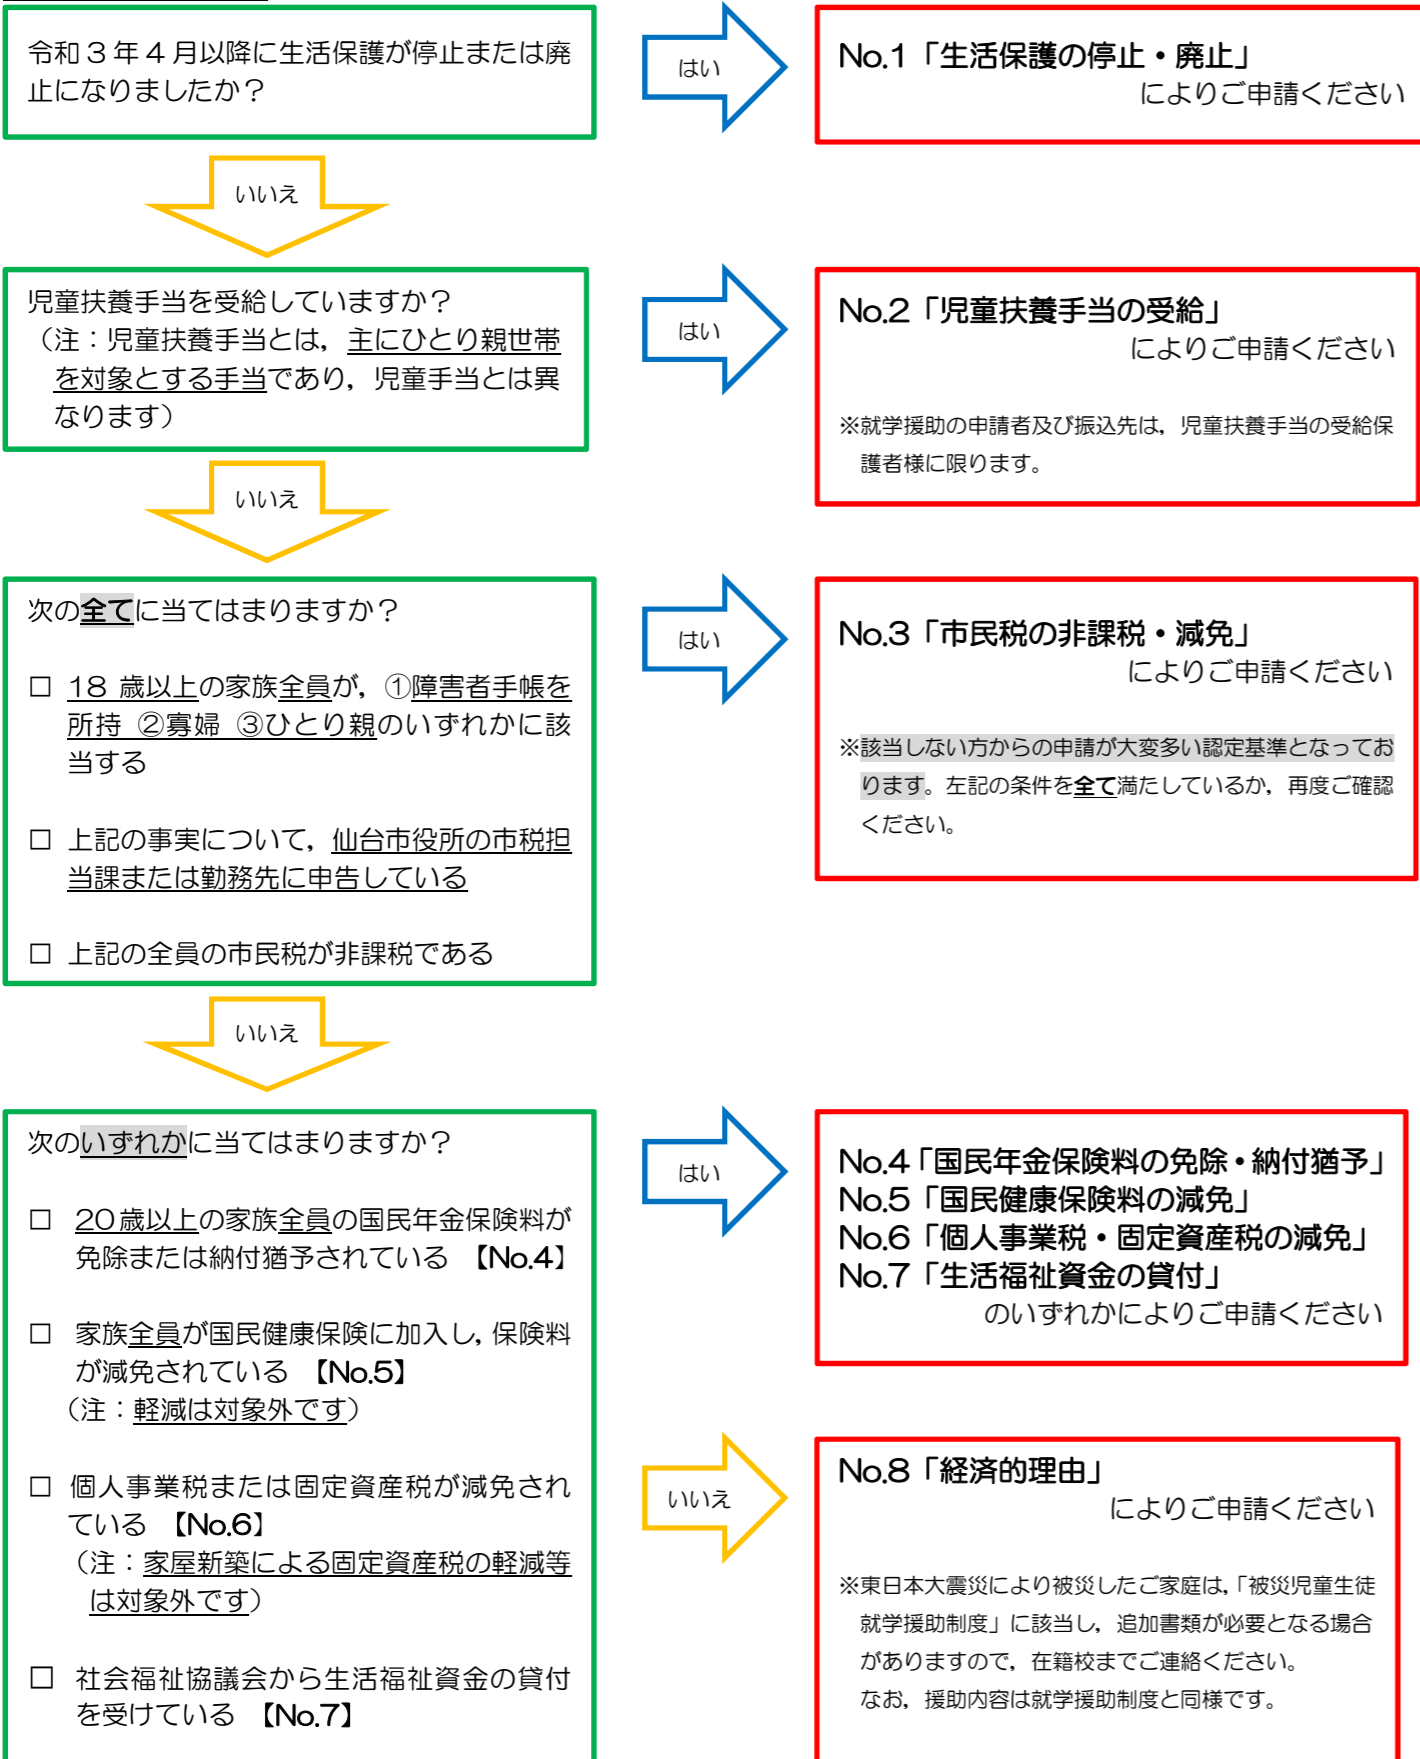 令和３年４月以降に生活保護が停止または廃
止になりましたか？
はい
No.1「生活保護の停止・廃止」
によりご申請ください
いいえ
児童扶養手当を受給していますか？
（注：児童扶養手当とは，主にひとり親世帯
を対象とする手当であり，児童手当とは異
なります）
はい
No.2「児童扶養手当の受給」
によりご申請ください
※就学援助の申請者及び振込先は，児童扶養手当の受給保
護者様に限ります。
いいえ
次の全てに当てはまりますか？
□ 18 歳以上の家族全員が，①障害者手帳を
所持 ②寡婦 ③ひとり親のいずれかに該
当する
□ 上記の事実について，仙台市役所の市税担
当課または勤務先に申告している
□ 上記の全員の市民税が非課税である
はい
No.3「市民税の非課税・減免」
によりご申請ください
※該当しない方からの申請が大変多い認定基準となってお
ります。左記の条件を全て満たしているか，再度ご確認
ください。
いいえ
次のいずれかに当てはまりますか？
□ 20歳以上の家族全員の国民年金保険料が
免除または納付猶予されている 【No.4】
□ 家族全員が国民健康保険に加入し，保険料
が減免されている 【No.5】
（注：軽減は対象外です）
□ 個人事業税または固定資産税が減免され
ている 【No.6】
（注：家屋新築による固定資産税の軽減等
は対象外です）
□ 社会福祉協議会から生活福祉資金の貸付
を受けている 【No.7】
はい
No.4「国民年金保険料の免除・納付猶予」
No.5「国民健康保険料の減免」
No.6「個人事業税・固定資産税の減免」
No.7「生活福祉資金の貸付」
のいずれかによりご申請ください
いいえ
No.8「経済的理由」
によりご申請ください
※東日本大震災により被災したご家庭は，「被災児童生徒
就学援助制度」に該当し，追加書類が必要となる場合
がありますので，在籍校までご連絡ください。
なお，援助内容は就学援助制度と同様です。